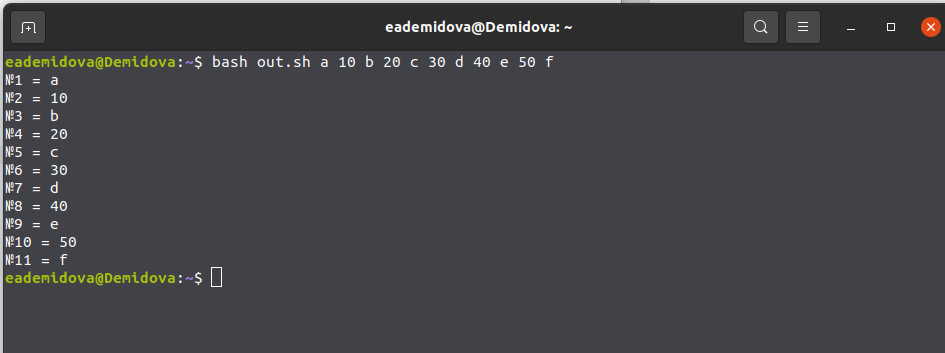 eademidova@Demidova: ~
eademidova@Demidova:~$ bash out.sh a 10 b 20 c 30 d 40 e 50 f
№1 = a
№2 = 10
№3 = b
№4 = 20
№5 = c
№6 = 30
№7 = d
№8 = 40
№9 = e
№10 = 50
№11 = f
eademidova@Demidova:~$